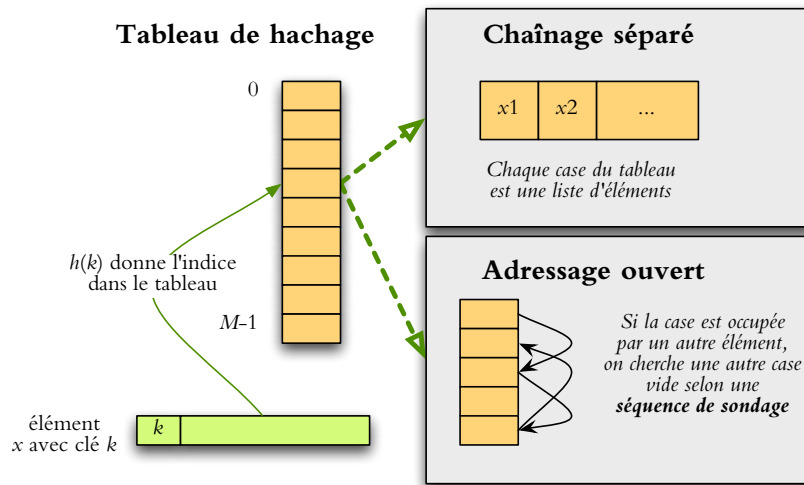 Tableau de hachage
0
h(k) donne l'indice
dans le tableau
M-1
élément
x avec clé k
k
Chaînage séparé
x1 x2 ...
Chaque case du tableau
est une liste d'éléments
Adressage ouvert
Si la case est occupée
par un autre élément,
on cherche une autre case
vide selon une
séquence de sondage